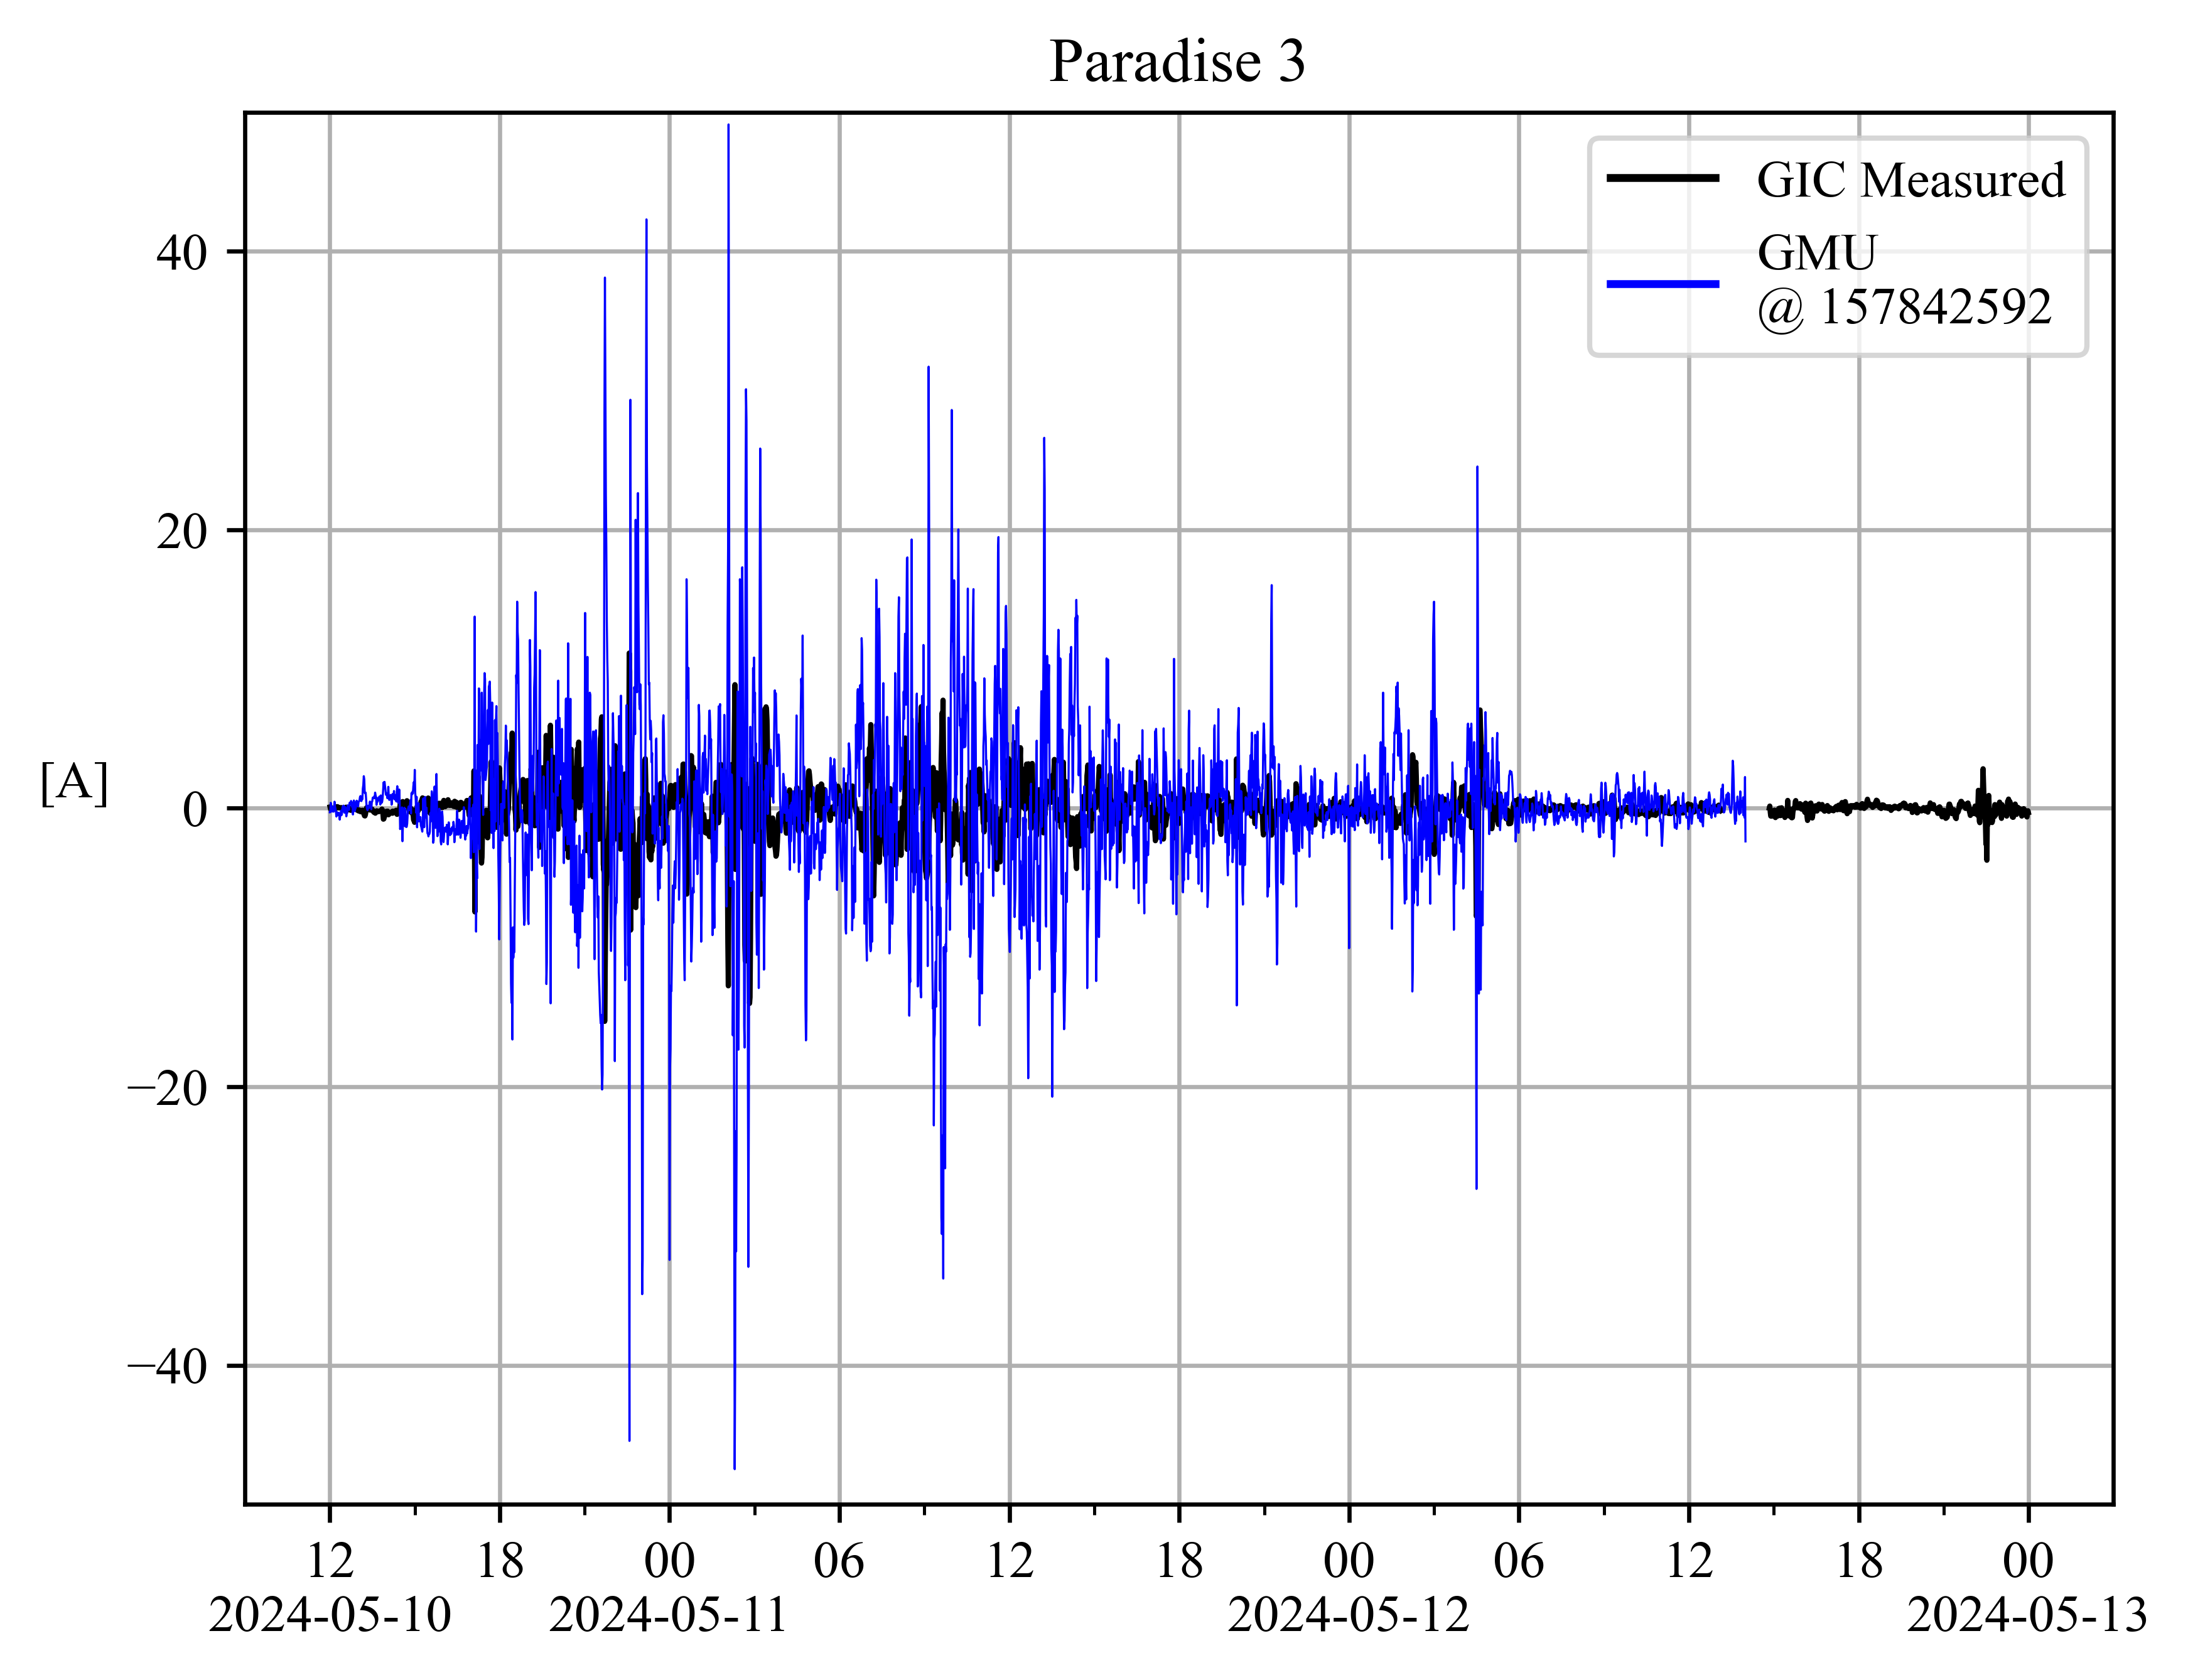 Paradise 3
GIC Measured
GMU
@ 157842592
[A]
40
20
0
−20
−40
12 18 00 06 12 18 00 06 12 18 00
2024-05-10 2024-05-11 2024-05-12 2024-05-13